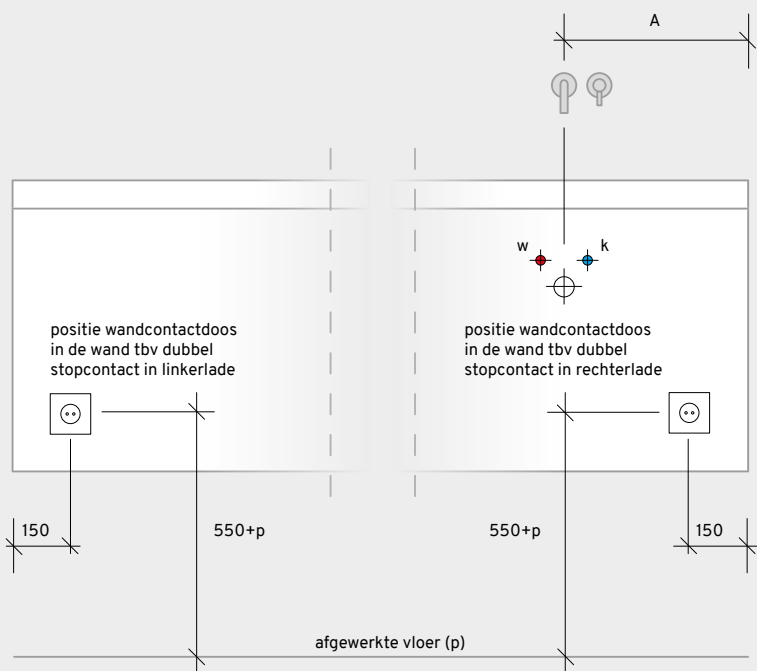 A
w
k
positie wandcontactdoos
in de wand tbv dubbel
stopcontact in linkerlade
positie wandcontactdoos
in de wand tbv dubbel
stopcontact in rechterlade
150
550+p
550+p
150
afgewerkte vloer (p)